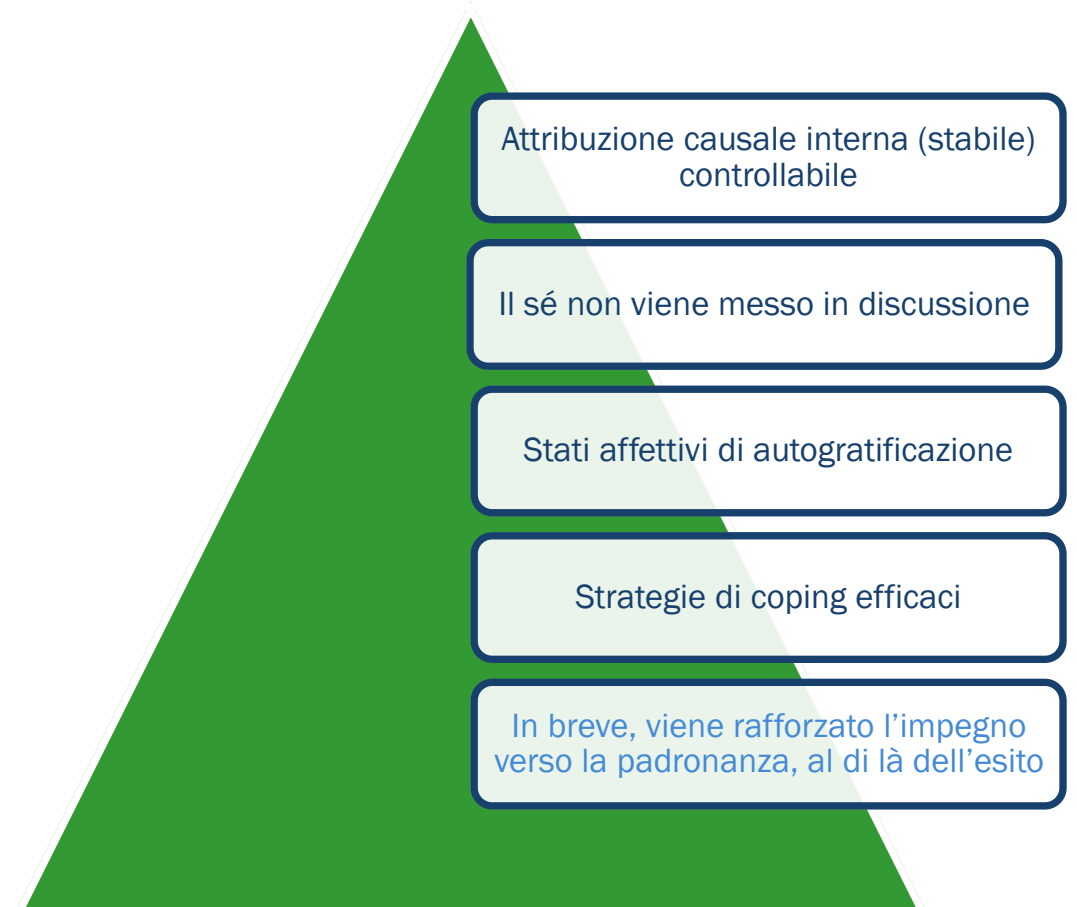 Attribuzione causale interna (stabile)
controllabile
Il sé non viene messo in discussione
Stati affettivi di autogratificazione
Strategie di coping efficaci
In breve, viene rafforzato l’impegno
verso la padronanza, al di là dell’esito